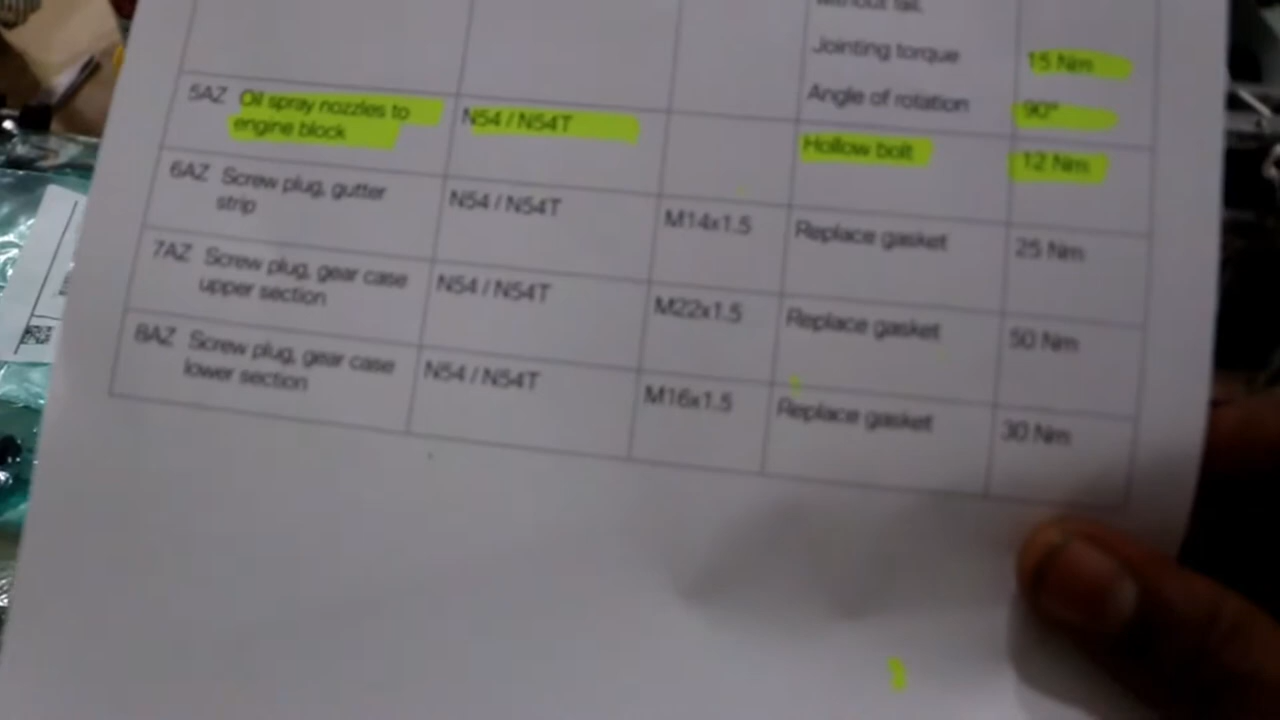 without fail.
Jointing torque 15 Nm
Angle of rotation 90°
5AZ Oil spray nozzles to N54 / N54T Hollow bolt 12 Nm
engine block
6AZ Screw plug, gutter N54 / N54T M14x1.5 Replace gasket 25 Nm
strip
7AZ Screw plug, gear case N54 / N54T M22x1.5 Replace gasket 50 Nm
upper section
8AZ Screw plug, gear case N54 / N54T M16x1.5 Replace gasket 30 Nm
lower section